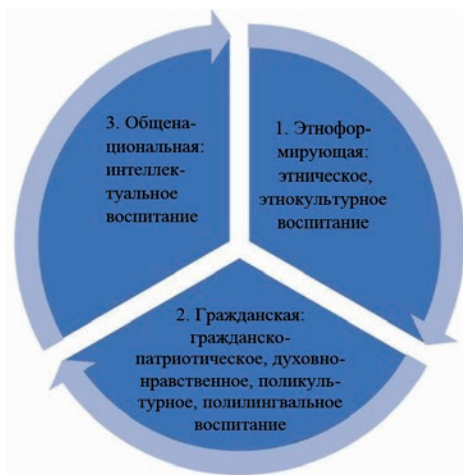 1. Этнофор-
мирующая:
этническое,
этнокультурное
воспитание
2. Гражданская:
гражданско-
патриотическое, духовно-
нравственное, поликуль-
турное, полилингвальное
воспитание
3. Общена-
циональная:
интеллек-
туальное
воспитание